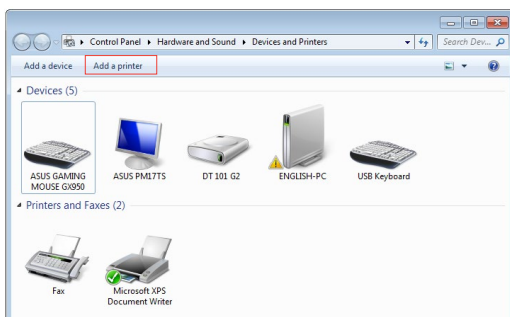 Control Panel ▸ Hardware and Sound ▸ Devices and Printers
Search Dev...
Add a device
Add a printer
Devices (5)
ASUS GAMING
MOUSE GX950
ASUS PM17TS
DT 101 G2
ENGLISH-PC
USB Keyboard
Printers and Faxes (2)
Fax
Microsoft XPS
Document Writer